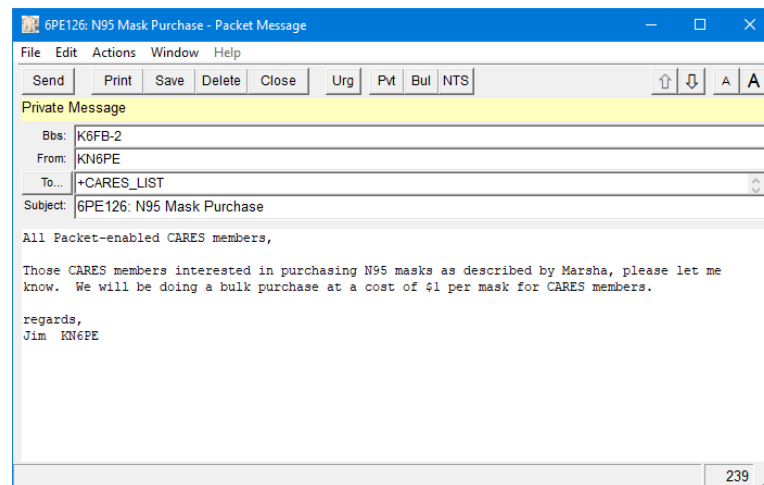 6PE126: N95 Mask Purchase - Packet Message
File Edit Actions Window Help
Send Print Save Delete Close Urg Pvt Bul NTS A A
Private Message
Bbs: K6FB-2
From: KN6PE
To... +CARES_LIST
Subject: 6PE126: N95 Mask Purchase
All Packet-enabled CARES members,
Those CARES members interested in purchasing N95 masks as described by Marsha, please let me
know.  We will be doing a bulk purchase at a cost of $1 per mask for CARES members.
regards,
Jim  KN6PE
239